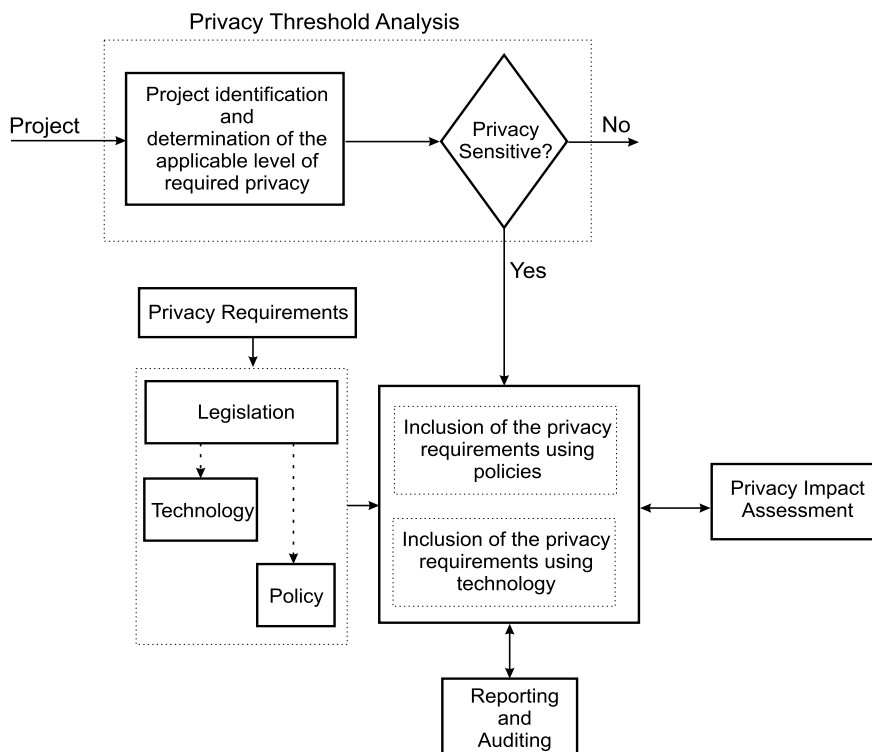 Privacy Threshold Analysis
Project
Project identification
and
determination of the
applicable level of
required privacy
Privacy
Sensitive?
No
Yes
Privacy Requirements
Legislation
Technology
Policy
Inclusion of the privacy
requirements using
policies
Inclusion of the privacy
requirements using
technology
Privacy Impact
Assessment
Reporting
and
Auditing